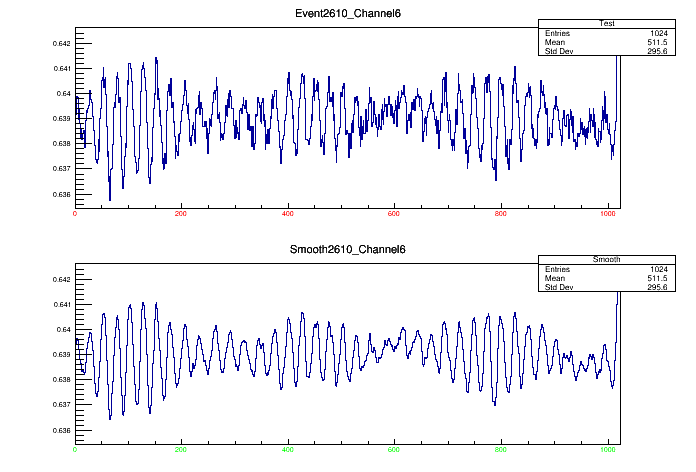 Event2610_Channel6
Test
Entries 1024
Mean 511.5
Std Dev 295.6
0.642
0.641
0.64
0.639
0.638
0.637
0.636
0 200 400 600 800 1000
Smooth2610_Channel6
Smooth
Entries 1024
Mean 511.5
Std Dev 295.6
0.642
0.641
0.64
0.639
0.638
0.637
0.636
0 200 400 600 800 1000